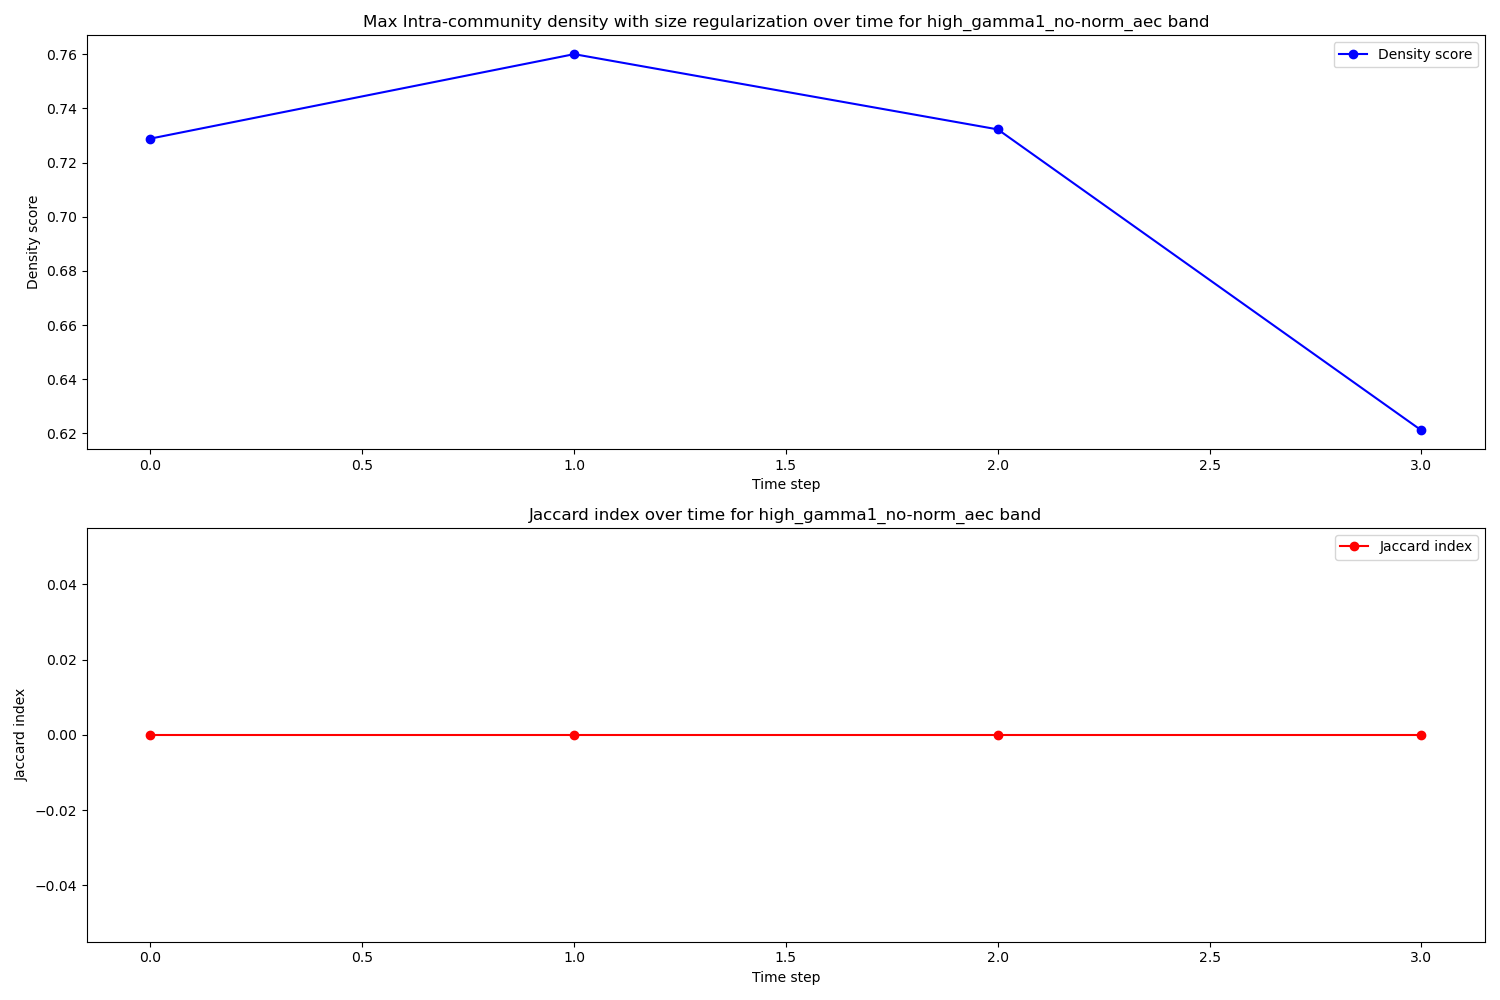 Max Intra-community density with size regularization over time for high_gamma1_no-norm_aec band
Density score
0.76
0.74
0.72
0.70
0.68
0.66
0.64
0.62
Density score
0.0 0.5 1.0 1.5 2.0 2.5 3.0
Time step
Jaccard index over time for high_gamma1_no-norm_aec band
Jaccard index
0.04
0.02
0.00
−0.02
−0.04
Jaccard index
0.0 0.5 1.0 1.5 2.0 2.5 3.0
Time step